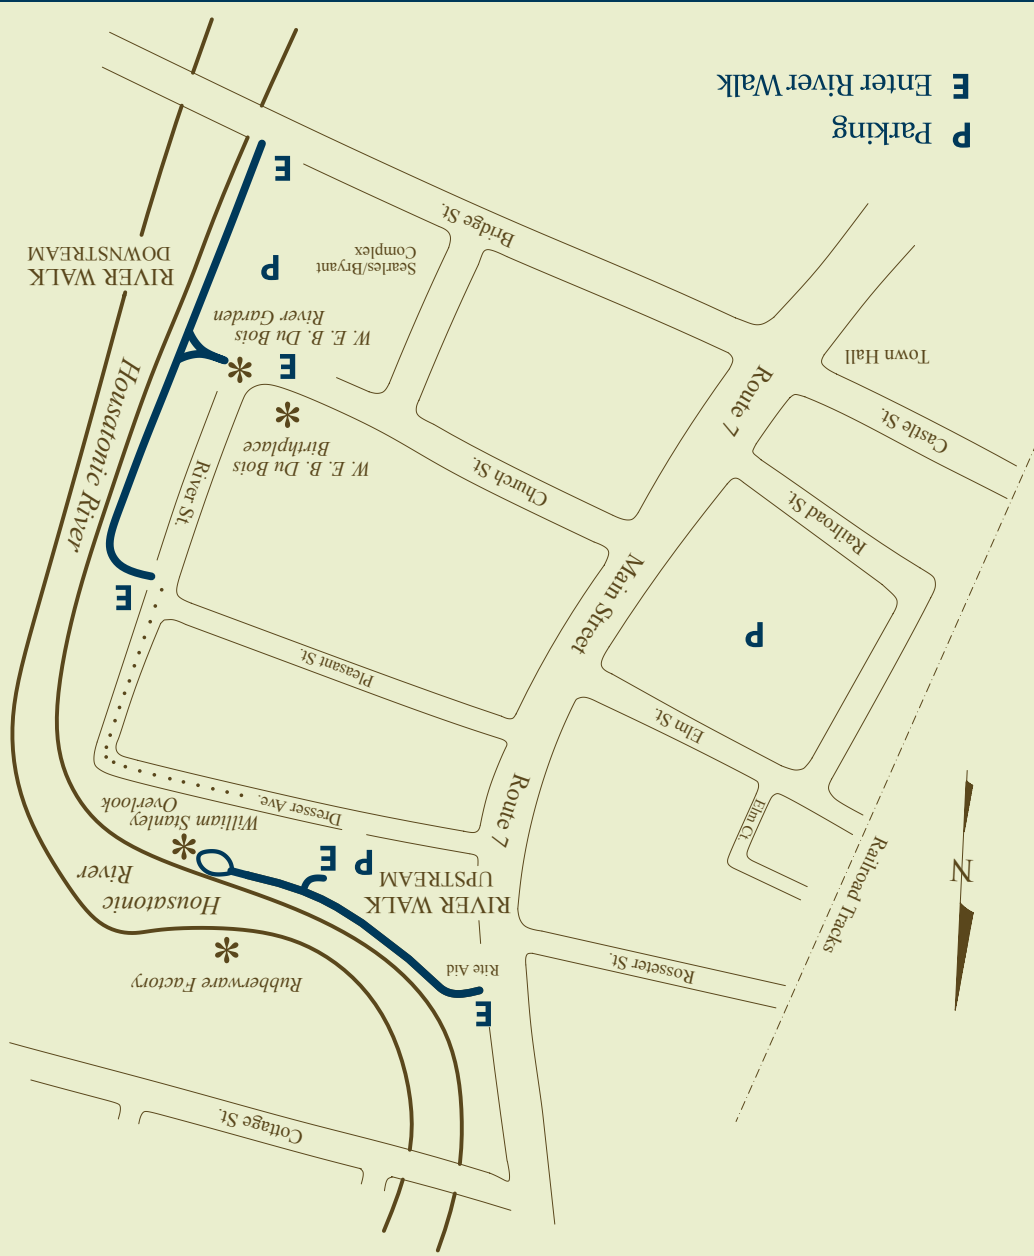 Cottage St.
E
Rubberware Factory
Rite Aid
Rosseter St.
Housatonic
River
RIVER WALK
UPSTREAM
N
Railroad Tracks
P
E
William Stanley
Overlook
Dresser Ave.
Elm Ct.
Route 7
Elm St.
Pleasant St.
P
Main Street
E
Railroad St.
River St.
Church St.
Housatonic River
W. E. B. Du Bois
Birthplace
Castle St.
Route 7
E
Town Hall
W. E. B. Du Bois
River Garden
RIVER WALK
DOWNSTREAM
P
Searles/Bryant
Complex
Bridge St.
E
P Parking
E Enter River Walk